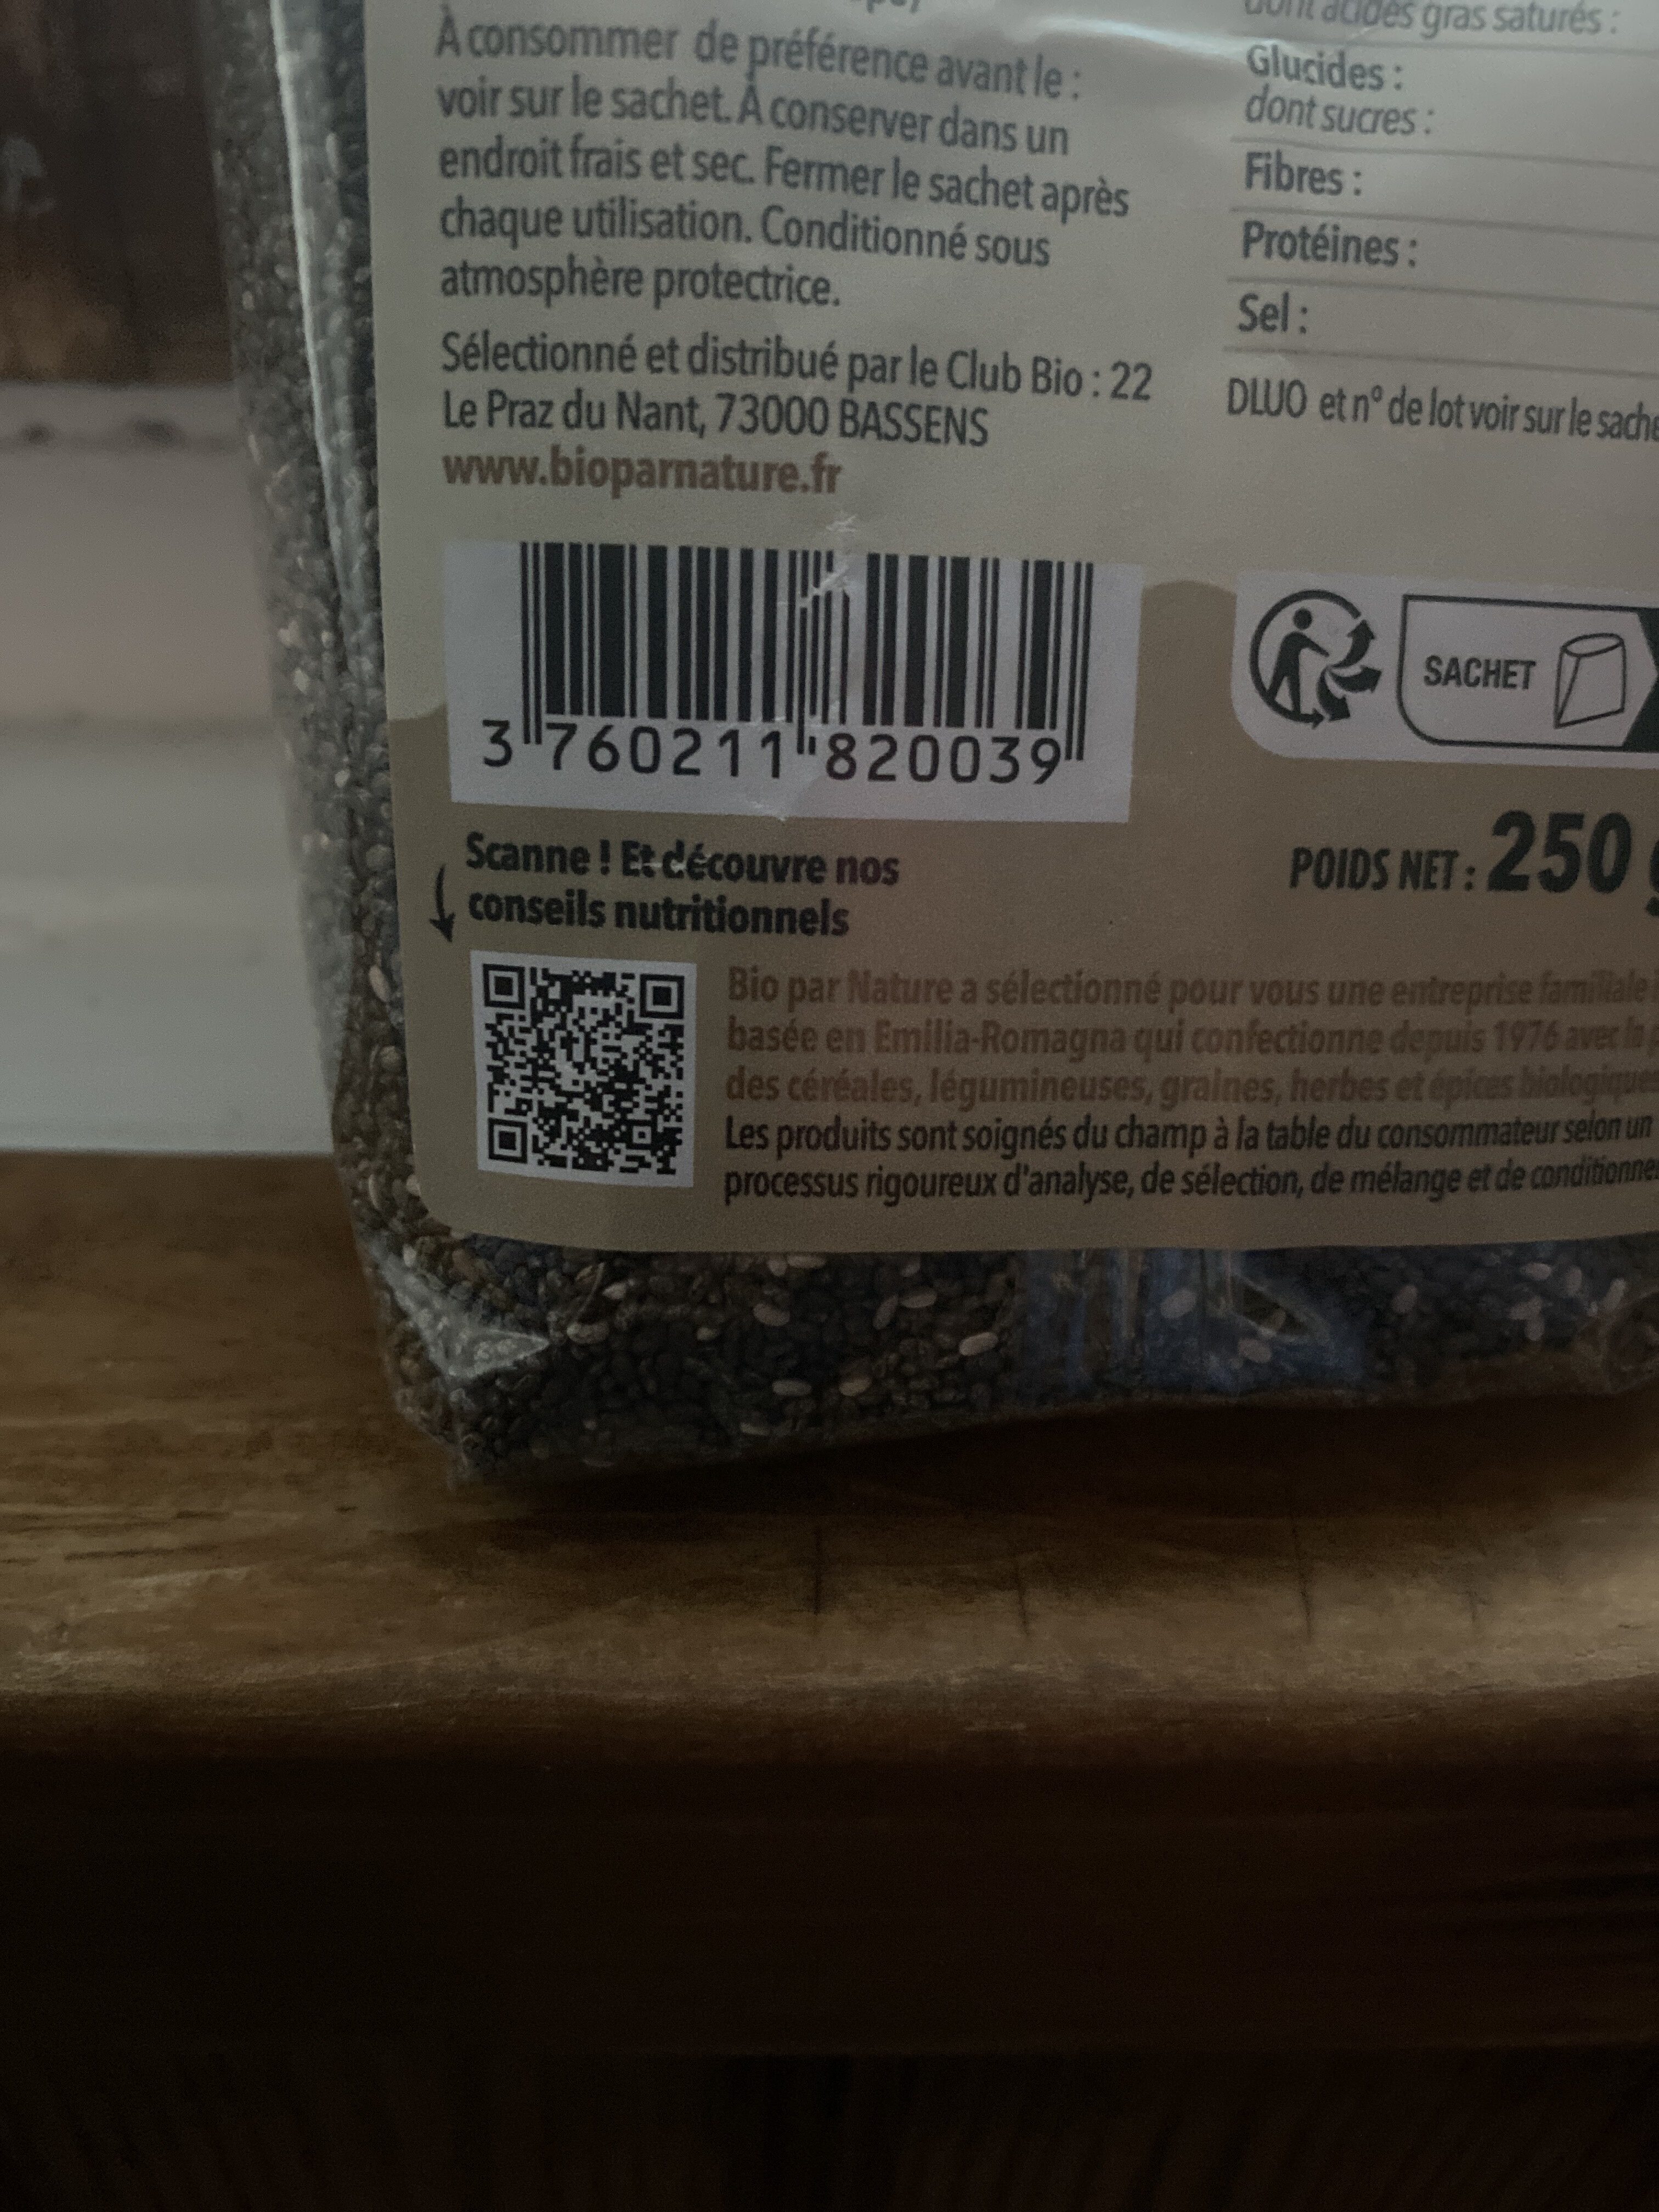 À consommer de préférence avant le :
voir sur le sachet. À conserver dans un
endroit frais et sec. Fermer le sachet après
chaque utilisation. Conditionné sous
atmosphère protectrice.
Sélectionné et distribué par le Club Bio : 22
Le Praz du Nant, 73000 BASSENS
www.bioparnature.fr
3 760211 820039
Scanne ! Et découvre nos
conseils nutritionnels
dont acides gras saturés :
Glucides :
dont sucres :
Fibres :
Protéines :
Sel :
DLUO et n° de lot voir sur le sache
SACHET
POIDS NET : 250 g
Bio par Nature a sélectionné pour vous une entreprise familiale
basée en Emilia-Romagna qui confectionne depuis 1976 avec la
des céréales, légumineuses, graines, herbes et épices biologiques
Les produits sont soignés du champ à la table du consommateur selon un
processus rigoureux d'analyse, de sélection, de mélange et de conditionne